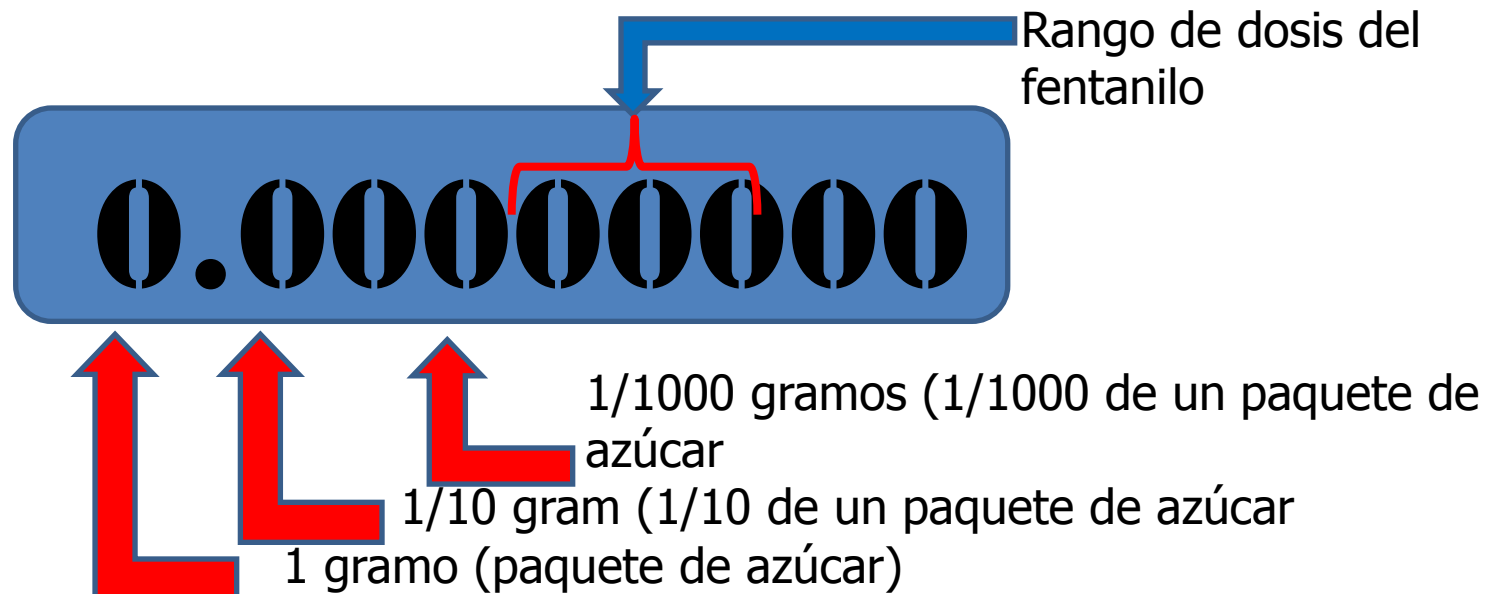 Rango de dosis del
fentanilo
0.00000000
1/1000 gramos (1/1000 de un paquete de
azúcar
1/10 gram (1/10 de un paquete de azúcar
1 gramo (paquete de azúcar)